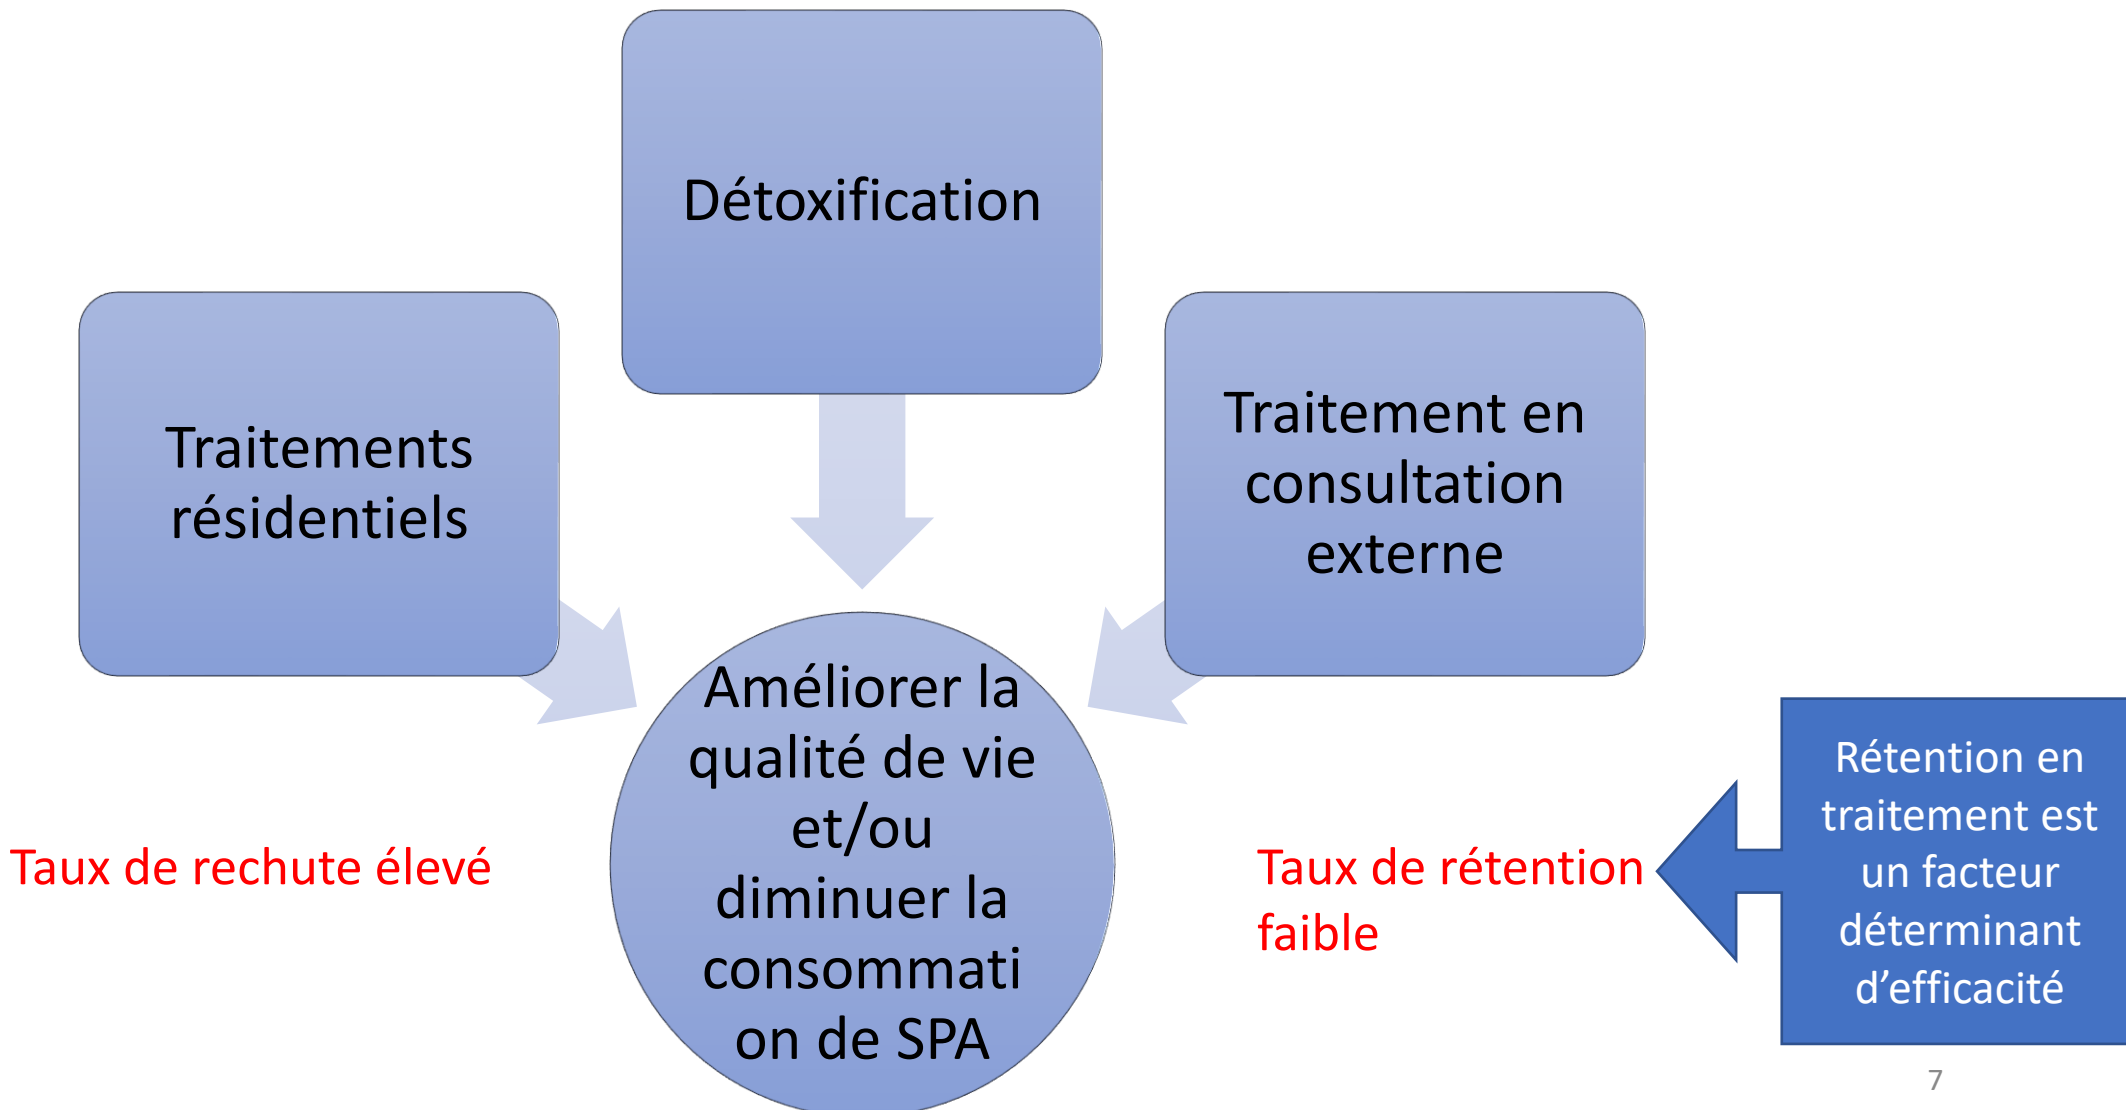 Détoxification
Traitements
résidentiels
Traitement en
consultation
externe
Améliorer la
qualité de vie
et/ou
diminuer la
consommati
on de SPA
Taux de rechute élevé
Taux de rétention
faible
Rétention en
traitement est
un facteur
déterminant
d’efficacité
7